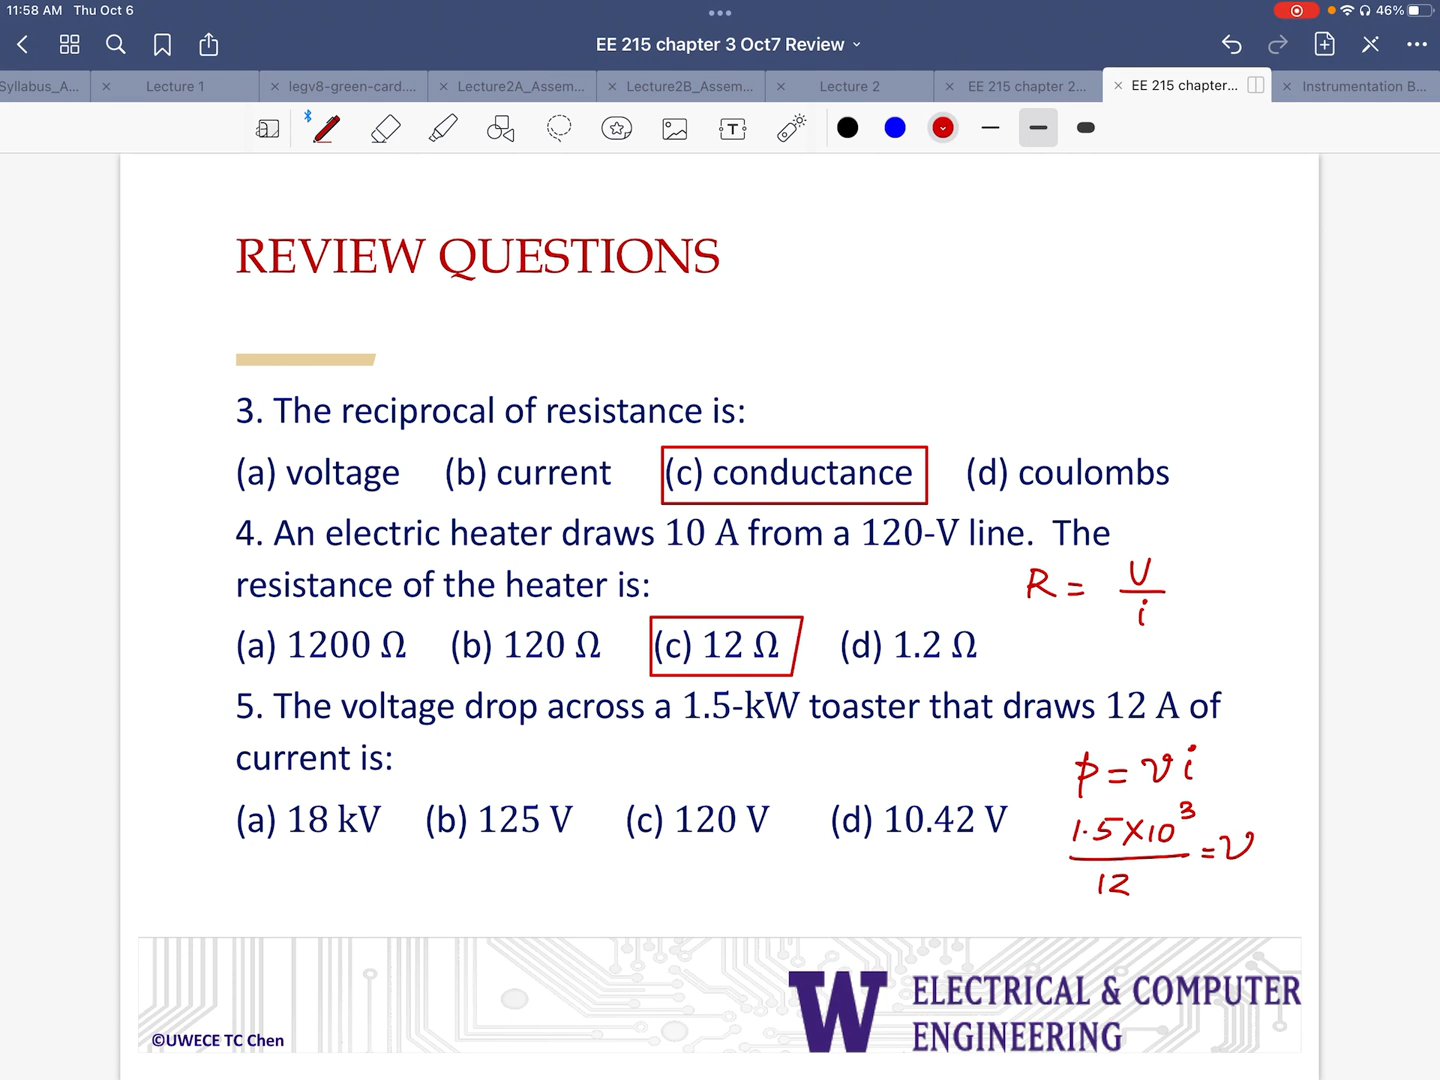 11:58 AM Thu Oct 6
46%
EE 215 chapter 3 Oct7 Review
Syllabus_A...
Lecture 1
legv8-green-card....
Lecture2A_Assem...
Lecture2B_Assem...
Lecture 2
EE 215 chapter 2...
EE 215 chapter...
Instrumentation B...
REVIEW QUESTIONS
3. The reciprocal of resistance is:
(a) voltage (b) current (c) conductance (d) coulombs
4. An electric heater draws 10 A from a 120-V line. The
resistance of the heater is:
R = V/i
(a) 1200 Ω (b) 120 Ω (c) 12 Ω (d) 1.2 Ω
5. The voltage drop across a 1.5-kW toaster that draws 12 A of
current is:
p = v i
(a) 18 kV (b) 125 V (c) 120 V (d) 10.42 V
1.5×10³/12 = v
W ELECTRICAL & COMPUTER
ENGINEERING
©UWECE TC Chen